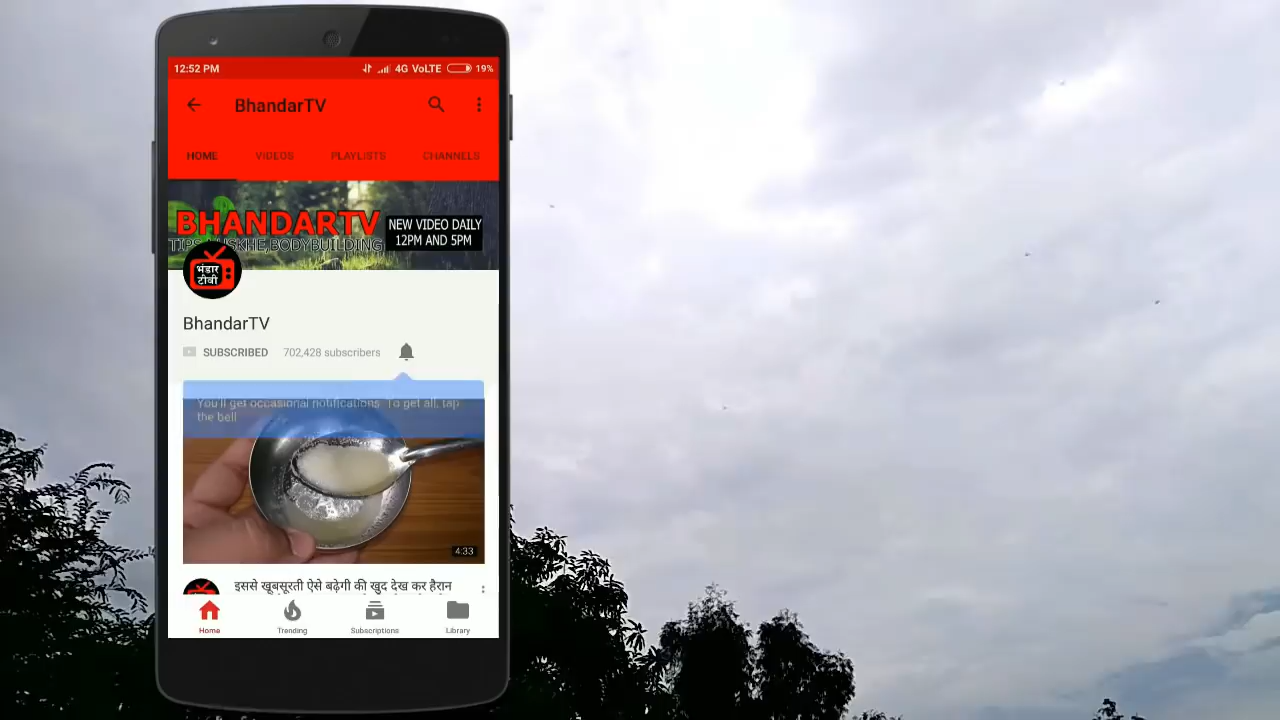 12:52 PM 4G VoLTE 19%
BhandarTV
HOME VIDEOS PLAYLISTS CHANNELS
BHANDARTV
NEW VIDEO DAILY
12PM AND 5PM
TIPS, NUSKHE,BODYBUILDING
भंडार
टीवी
BhandarTV
SUBSCRIBED 702,428 subscribers
You'll get occasional notifications. To get all, tap
the bell
4:33
इससे खूबसूरती ऐसे बढ़ेगी की खुद देख कर हैरान
Home Trending Subscriptions Library